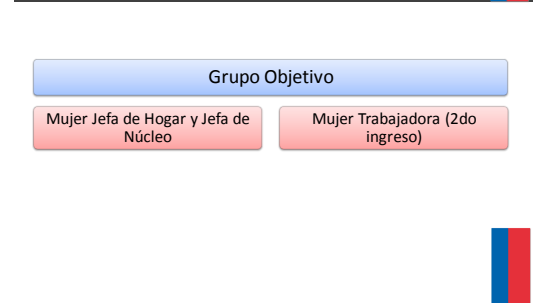 Grupo Objetivo
Mujer Jefa de Hogar y Jefa de
Núcleo
Mujer Trabajadora (2do
ingreso)